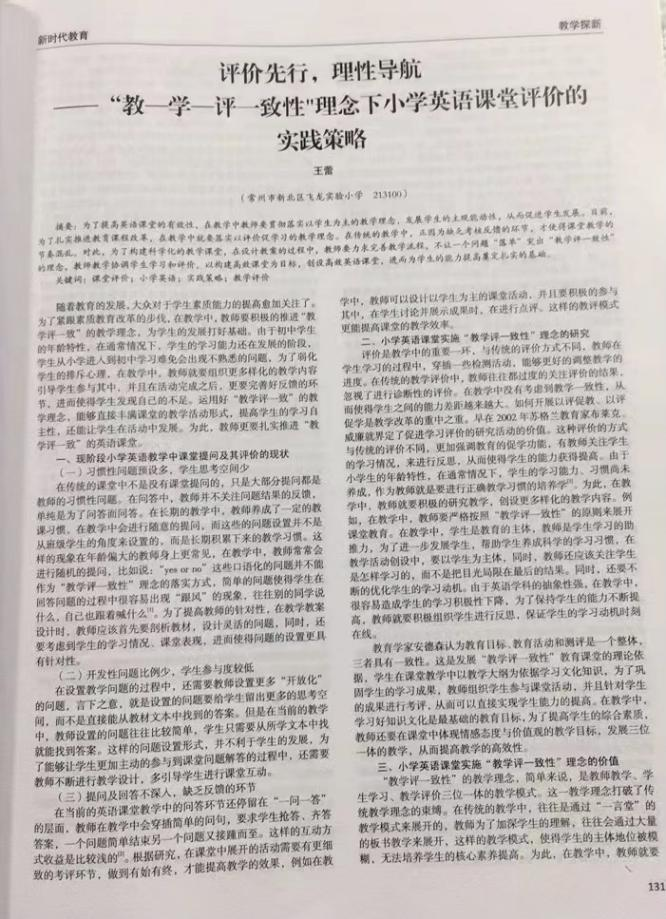 新时代教育
教学探新
评价先行，理性导航
——“教—学—评一致性"理念下小学英语课堂评价的
实践策略
王蕾
（常州市新北区飞龙实验小学 213100）
摘要：为了提高英语课堂的有效性，在教学中教师要贯彻落实以学生为主的教学理念，发展学生的主观能动性，从而促进学生发展。目前，
为了扎实推进教育课程改革，在教学中就要落实以评价促学习的教学理念。在传统的教学中，正因为缺乏考核反馈的环节，才使得课堂教学的
节奏混乱。对此，为了构建科学化的教学课堂，在设计教案的过程中，教师要力求完善教学流程，不让一个问题“落单”突出“教学评一致性”
的理念，教师教学协调学生学习和评价，以构建高效课堂为目标，创设高效英语课堂，进而为学生的能力提高奠定扎实的基础。
关键词：课堂评价；小学英语；实践策略；教学评价
随着教育的发展，大众对于学生素质能力的提高愈加关注了。
为了紧跟素质教育改革的步伐，在教学中，教师要积极的推进“教
学评一致”的教学理念，为学生的发展打好基础。由于初中学生
的年龄特性，在通常情况下，学生的学习能力还在发展的阶段，
学生从小学进入到初中学习难免会出现不熟悉的问题，为了弱化
学生的排斥心理，在教学中，教师就要组织更多样化的教学内容
引导学生参与其中，并且在活动完成之后，更要完善好反馈的环
节，进而使得学生发现自己的不足。运用好“教学评一致”的教
学理念，能够直接丰满课堂的教学活动形式，提高学生的学习自
主性，还能让学生在活动中发展。为此，教师更要扎实推进“教
学评一致”的英语课堂。
一、现阶段小学英语教学中课堂提问及其评价的现状
（一）习惯性问题预设多，学生思考空间少
在传统的课堂中不是没有课堂提问的，只是大部分提问都是
教师的习惯性问题。在问答中，教师并不关注问题结果的反馈，
单纯是为了问答而问答。在长期的教学中，教师养成了一定的教
课习惯，在教学中会进行随意的提问，而这些的问题设置并不是
从班级学生的角度来设置的，而是长期积累下来的教学习惯。这
样的现象在年龄偏大的教师身上更常见，在教学中，教师常常会
进行随机的提问，比如说：“yes or no”这些口语化的问题并不能
作为“教学评一致性”理念的落实方式，简单的问题使得学生在
回答问题的过程中很容易出现“跟风”的现象，往往别的同学说
什么，自己也跟着喊什么[1]。为了提高教师的针对性，在教学教案
设计时，教师应该首先要剖析教材，设计灵活的问题，同时，还
要考虑到学生的学习情况、课堂表现，进而使得问题的设置更具
有针对性。
（二）开发性问题比例少，学生参与度较低
在设置教学问题的过程中，还需要教师设置更多“开放化”
的问题，言下之意，就是设置的问题要给学生留出更多的思考空
间，而不是直接能从教材文本中找到的答案。但是在当前的教学
中，教师设置的问题往往比较简单，学生只需要从所学文本中找
就能找到答案。这样的问题设置形式，并不利于学生的发展，为
了能够让学生更加主动的参与到课堂问题解答的过程中，还需要
教师不断进行教学设计，多引导学生进行课堂互动。
（三）提问及回答不深入，缺乏反馈的环节
在当前的英语课堂教学中的问答环节还停留在“一问一答”
的层面，教师在教学中会穿插简单的问句，要求学生抢答、齐答
答案，一个问题简单结束另一个问题又接踵而至。这样的互动方
式收益是比较浅的[2]。根据研究，在课堂中展开的活动需要有更细
致的考评环节，做到有始有终，才能提高教学的效果，例如在教
学中，教师可以设计以学生为主的课堂活动，并且要积极的参与
其中，在学生讨论并展示成果时，在进行点评。这样的教评模式
更能提高课堂的教学效率。
二、小学英语课堂实施“教学评一致性”理念的研究
评价是教学中的重要一环，与传统的评价方式不同，教师在
学生学习的过程中，穿插一些检测活动，能够更好的调整教学的
进度。在传统的教学评价中，教师往往都过度的关注评价的结果，
忽视了进行诊断性的评价。在教学中没有考虑到教学一致性，从
而使得学生之间的能力差距越来越大。如何开展以评促教、以评
促学是教学改革的重中之重。早在 2002 年苏格兰教育家布莱克.
威廉就界定了促进学习评价的研究活动的价值。这种评价的方式
与传统的评价不同，更加强调教育的促学功能，有教师关注学生
的学习情况，来进行反思，从而使得学生的能力获得提高。由于
小学生的年龄特性，在通常情况下，学生的学习能力、习惯尚未
养成，作为教师就是要进行正确教学习惯的培养学[3]。为此，在教
学中，教师就要积极的研究教学，创设更多样化的教学内容。例
如，在教学中，教师要严格按照“教学评一致性”的原则来展开
课堂教育。在教学中，学生是教育的主体，教师是学生学习的助
推力，为了进一步发展学生，帮助学生养成科学的学习习惯，在
教学活动创设中，要以学生为主体，同时，教师还应该关注学生
是怎样学习的，而不是把目光局限在最后的结果。同时，还要不
断的优化学生的学习动机。由于英语学科的抽象性强，在教学中，
很容易造成学生的学习积极性下降，为了保持学生的能力不断提
高，教师就要积极组织学生进行反思，保证学生的学习动机时刻
在线。
教育学家安德森认为教育目标、教育活动和测评是一个整体，
三者具有一致性。这是发展“教学评一致性”教育课堂的理论依
据，学生在课堂教学中以教学大纲为依据学习文化知识，为了巩
固学生的学习成果，教师组织学生参与课堂活动，并且针对学生
的成果进行考评，从而可以直接实现学生能力的提高。在教学中，
学习好知识文化是最基础的教育目标，为了提高学生的综合素质，
教师还要在课堂中体现情感态度与价值观的教学目标，发展三位
一体的教学，从而提高教学的高效性。
三、小学英语课堂实施“教学评一致性”理念的价值
“教学评一致性”的教学理念，简单来说，是教师教学、学
生学习、教学评价三位一体的教学模式。这一教学理念打破了传
统教学理念的束缚。在传统的教学中，往往是通过“一言堂”的
教学模式来展开的，教师为了加深学生的理解，往往会通过大量
的板书教学来展开，这样的教学模式，使得学生的主体地位被模
糊，无法培养学生的核心素养提高。为此，在教学中，教师就要
131